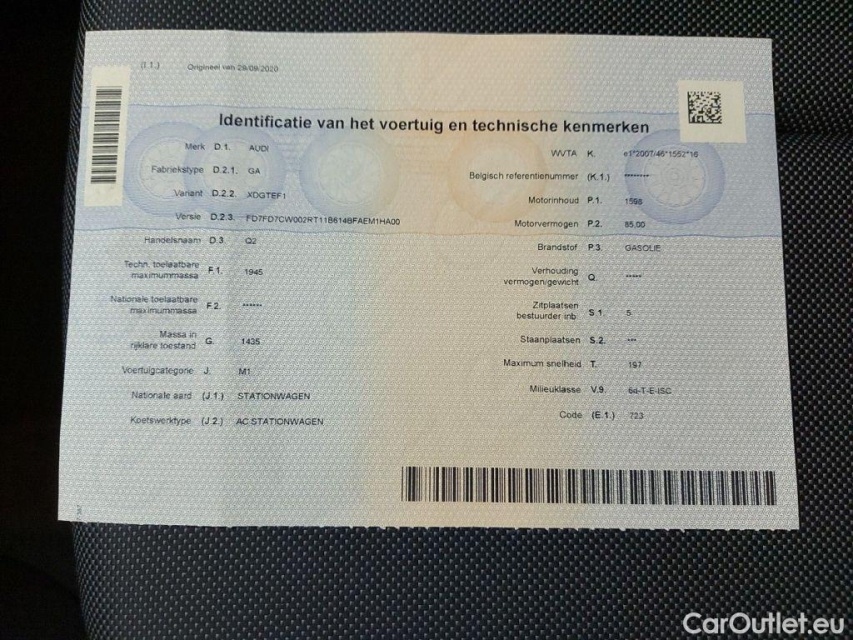 (I.1.) Origineel van 29/09/2020
Identificatie van het voertuig en technische kenmerken
Merk D.1. AUDI
Fabriekstype D.2.1. GA
Variant D.2.2. XDGTEF1
Versie D.2.3. FD7FD7CW002RT11B614BFAEM1HA00
Handelsnaam D.3 Q2
Techn. toelaatbare
maximummassa F.1. 1945
Nationale toelaatbare
maximummassa F.2. ------
Massa in
rijklare toestand G. 1435
Voertuigcategorie J. M1
Nationale aard (J.1.) STATIONWAGEN
Koetswerktype (J.2.) AC STATIONWAGEN
WVTA K. e1*2007/46*1552*16
Belgisch referentienummer (K.1.) --------
Motorinhoud P.1. 1598
Motorvermogen P.2. 85.00
Brandstof P.3. GASOLIE
Verhouding
vermogen/gewicht Q. -----
Zitplaatsen
bestuurder inb. S.1. 5
Staanplaatsen S.2. ---
Maximum snelheid T. 197
Milieuklasse V.9. 6d-T-E-ISC
Code (E.1.) 723
CarOutlet.eu